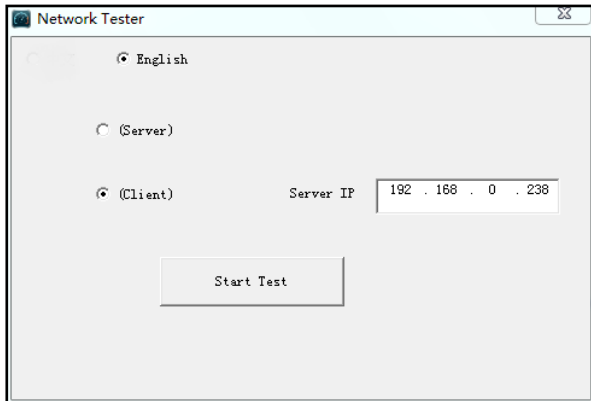 Network Tester
English
(Server)
(Client) Server IP 192 . 168 . 0 . 238
Start Test